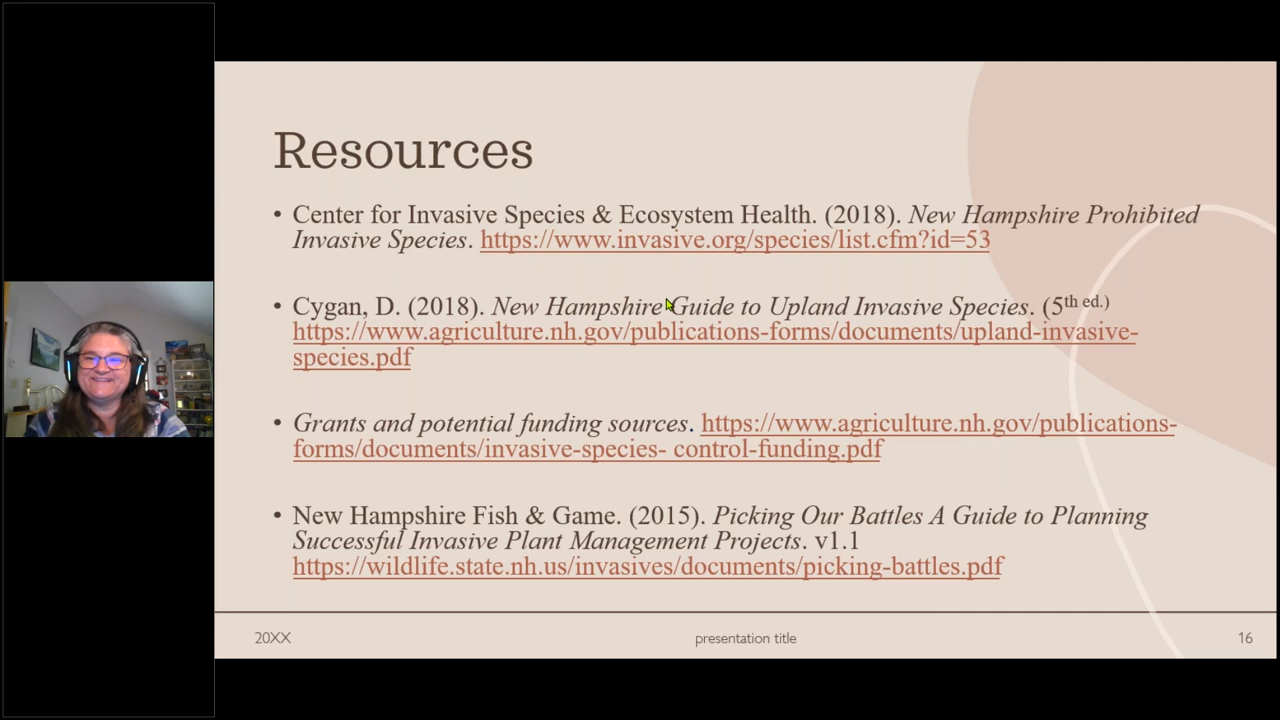 Resources
• Center for Invasive Species & Ecosystem Health. (2018). New Hampshire Prohibited
Invasive Species. https://www.invasive.org/species/list.cfm?id=53
• Cygan, D. (2018). New Hampshire Guide to Upland Invasive Species. (5th ed.)
https://www.agriculture.nh.gov/publications-forms/documents/upland-invasive-
species.pdf
• Grants and potential funding sources. https://www.agriculture.nh.gov/publications-
forms/documents/invasive-species- control-funding.pdf
• New Hampshire Fish & Game. (2015). Picking Our Battles A Guide to Planning
Successful Invasive Plant Management Projects. v1.1
https://wildlife.state.nh.us/invasives/documents/picking-battles.pdf
20XX
presentation title
16